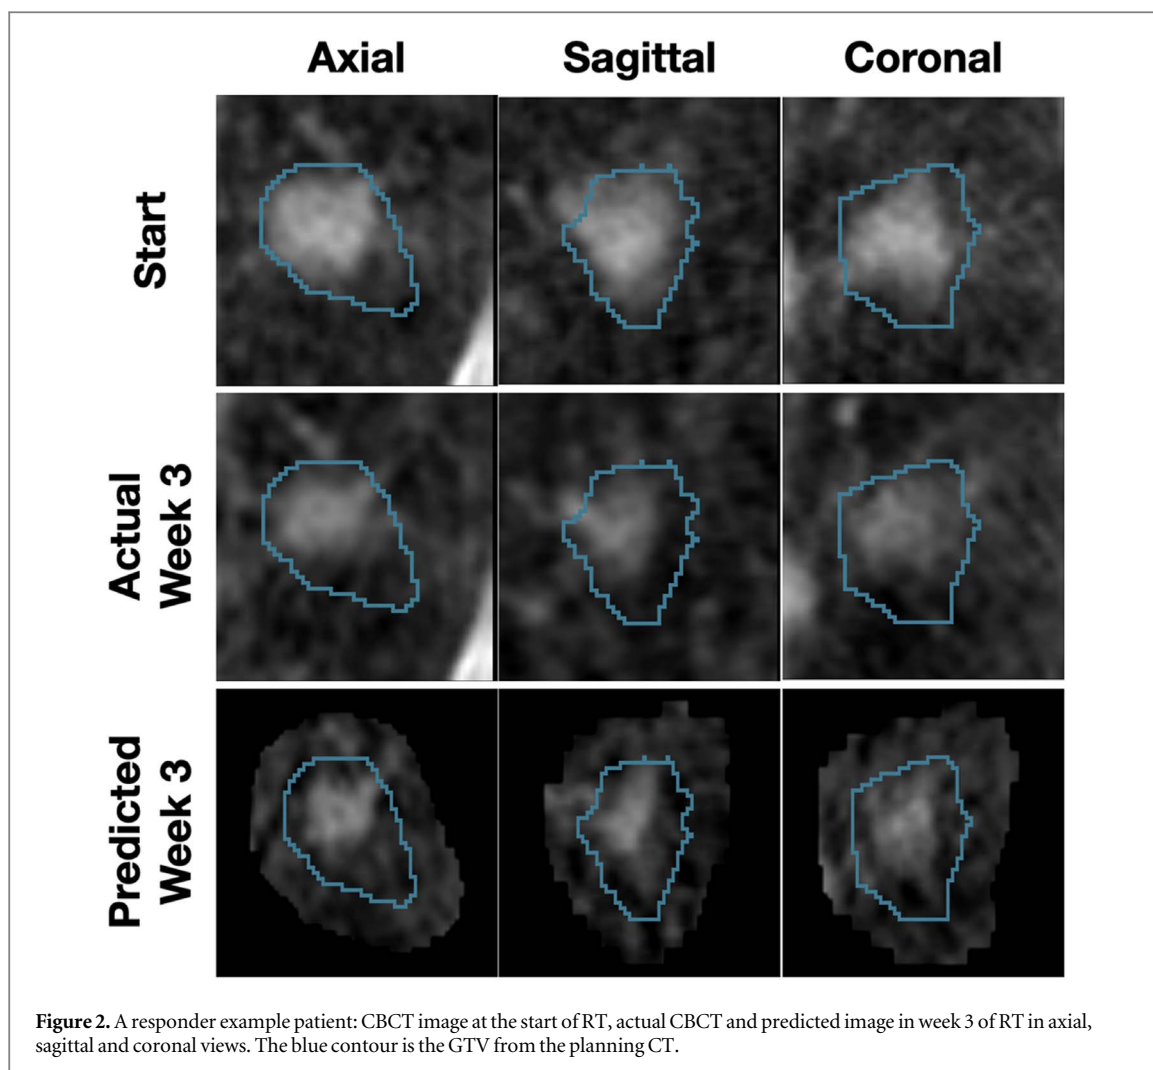 Axial Sagittal Coronal
Start
Actual
Week 3
Predicted
Week 3
Figure 2. A responder example patient: CBCT image at the start of RT, actual CBCT and predicted image in week 3 of RT in axial,
sagittal and coronal views. The blue contour is the GTV from the planning CT.